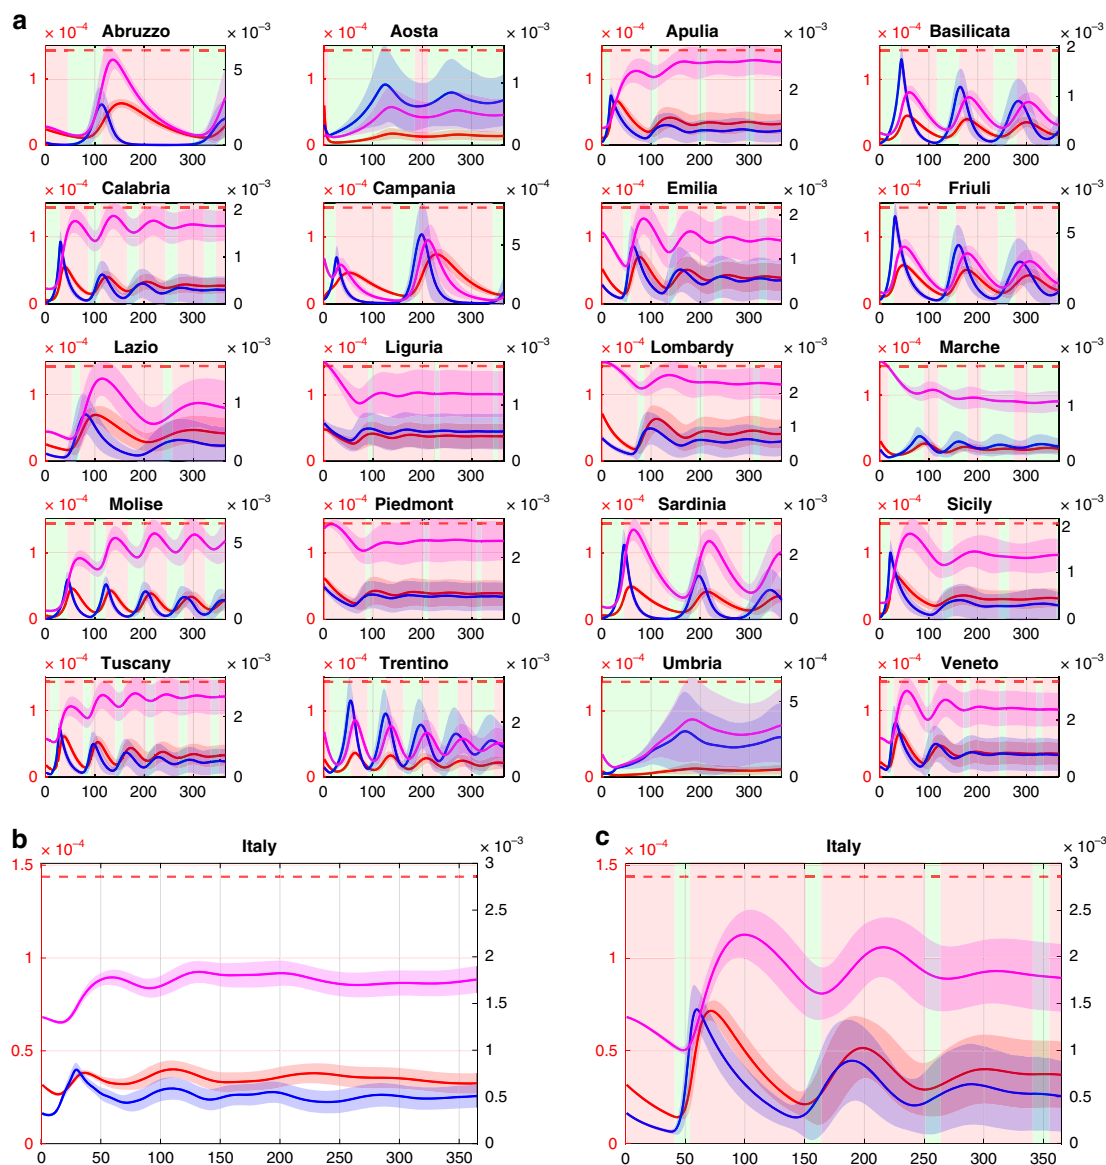 a
Abruzzo Aosta Apulia Basilicata
× 10⁻⁴ × 10⁻³ × 10⁻⁴ × 10⁻³ × 10⁻⁴ × 10⁻³ × 10⁻⁴ × 10⁻³
1 5 1 1 1 2 1 2
1
0 0 0 0 0 0 0 0
0 100 200 300 0 100 200 300 0 100 200 300 0 100 200 300
Calabria Campania Emilia Friuli
× 10⁻⁴ × 10⁻³ × 10⁻⁴ × 10⁻⁴ × 10⁻⁴ × 10⁻³ × 10⁻⁴ × 10⁻³
1 2 1 5 1 2 1 5
1 1
0 0 0 0 0 0 0 0
0 100 200 300 0 100 200 300 0 100 200 300 0 100 200 300
Lazio Liguria Lombardy Marche
× 10⁻⁴ × 10⁻³ × 10⁻⁴ × 10⁻³ × 10⁻⁴ × 10⁻³ × 10⁻⁴ × 10⁻³
1 1 1 1 1 2 1 1
0 0 0 0 0 0 0 0
0 100 200 300 0 100 200 300 0 100 200 300 0 100 200 300
Molise Piedmont Sardinia Sicily
× 10⁻⁴ × 10⁻³ × 10⁻⁴ × 10⁻³ × 10⁻⁴ × 10⁻³ × 10⁻⁴ × 10⁻³
1 5 1 2 1 2 1 2
1
0 0 0 0 0 0 0 0
0 100 200 300 0 100 200 300 0 100 200 300 0 100 200 300
Tuscany Trentino Umbria Veneto
× 10⁻⁴ × 10⁻³ × 10⁻⁴ × 10⁻³ × 10⁻⁴ × 10⁻⁴ × 10⁻⁴ × 10⁻³
1 2 1 2 1 5 1 2
0 0 0 0 0 0 0 0
0 100 200 300 0 100 200 300 0 100 200 300 0 100 200 300
b
Italy
× 10⁻⁴ × 10⁻³
1.5 3
2.5
1 2
1.5
0.5 1
0.5
0 0
0 50 100 150 200 250 300 350
c
Italy
× 10⁻⁴ × 10⁻³
1.5 3
2.5
1 2
1.5
0.5 1
0.5
0 0
0 50 100 150 200 250 300 350